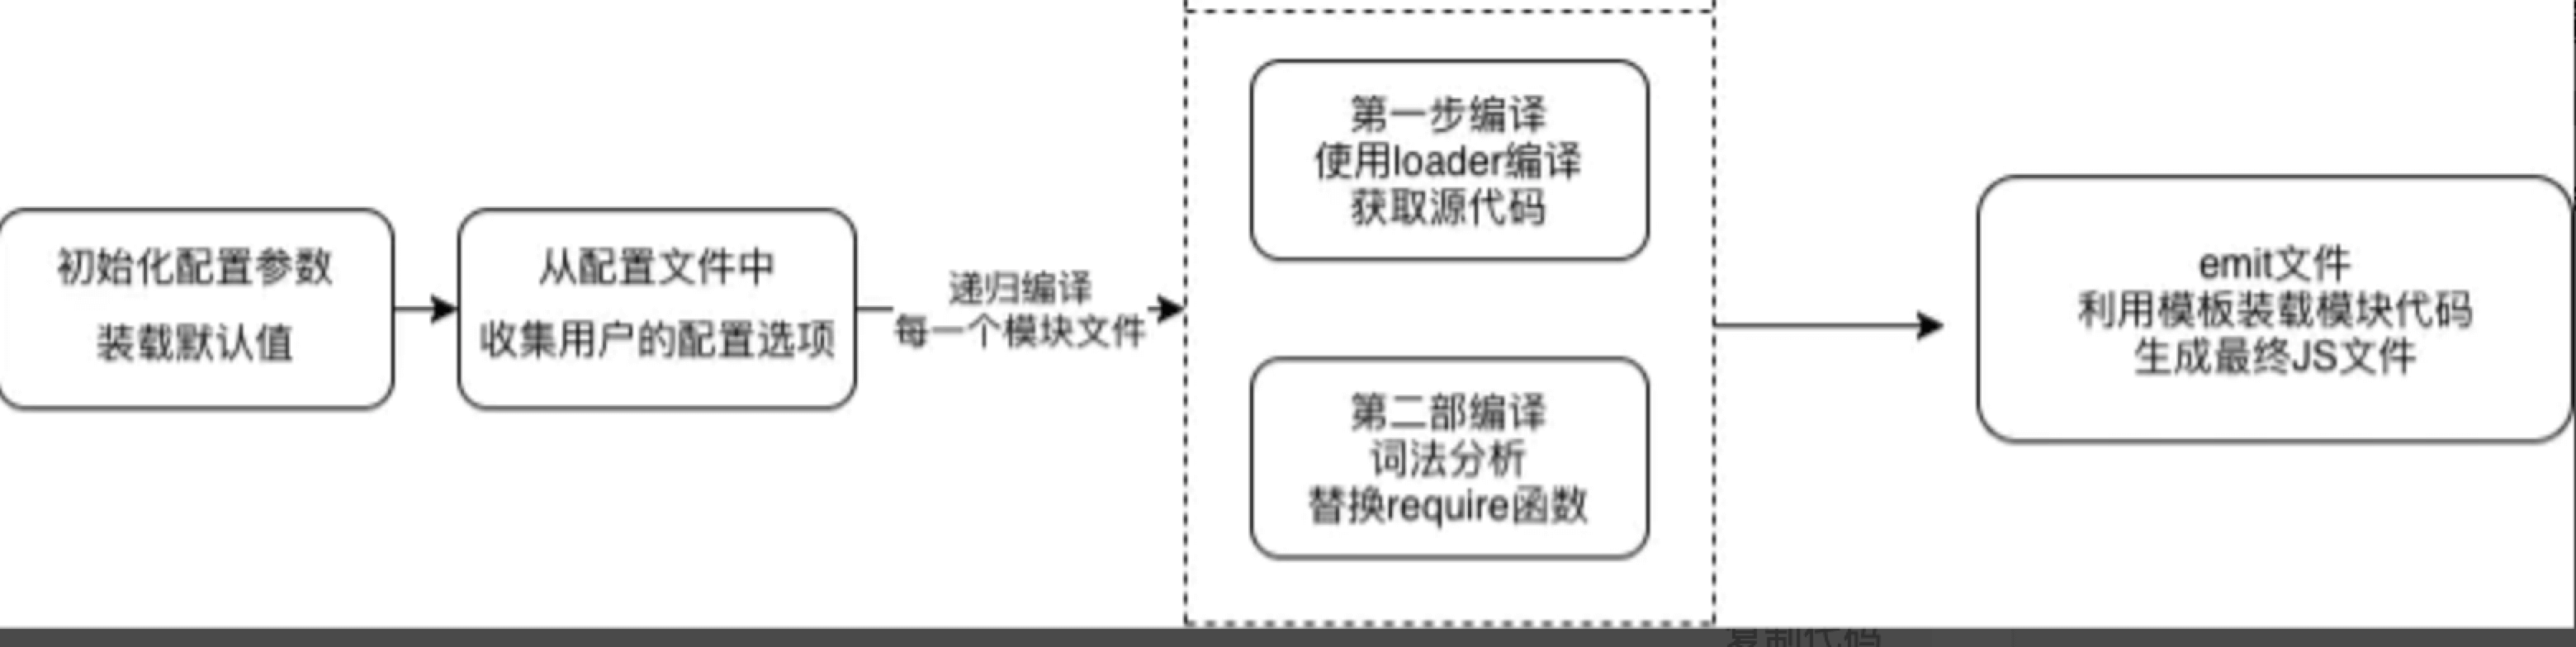 初始化配置参数
装载默认值
从配置文件中
收集用户的配置选项
递归编译
每一个模块文件
第一步编译
使用loader编译
获取源代码
第二部编译
词法分析
替换require函数
emit文件
利用模板装载模块代码
生成最终JS文件
复制代码